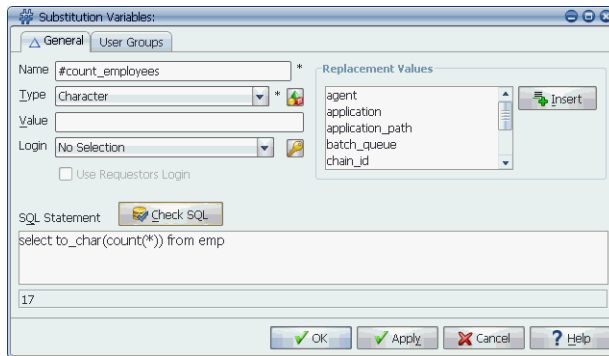 Substitution Variables:
General
User Groups
Name #count_employees *
Type Character *
Value
Login No Selection
Use Requestors Login
Replacement Values
agent
application
application_path
batch_queue
chain_id
Insert
SQL Statement
Check SQL
select to_char(count(*)) from emp
17
OK
Apply
Cancel
? Help